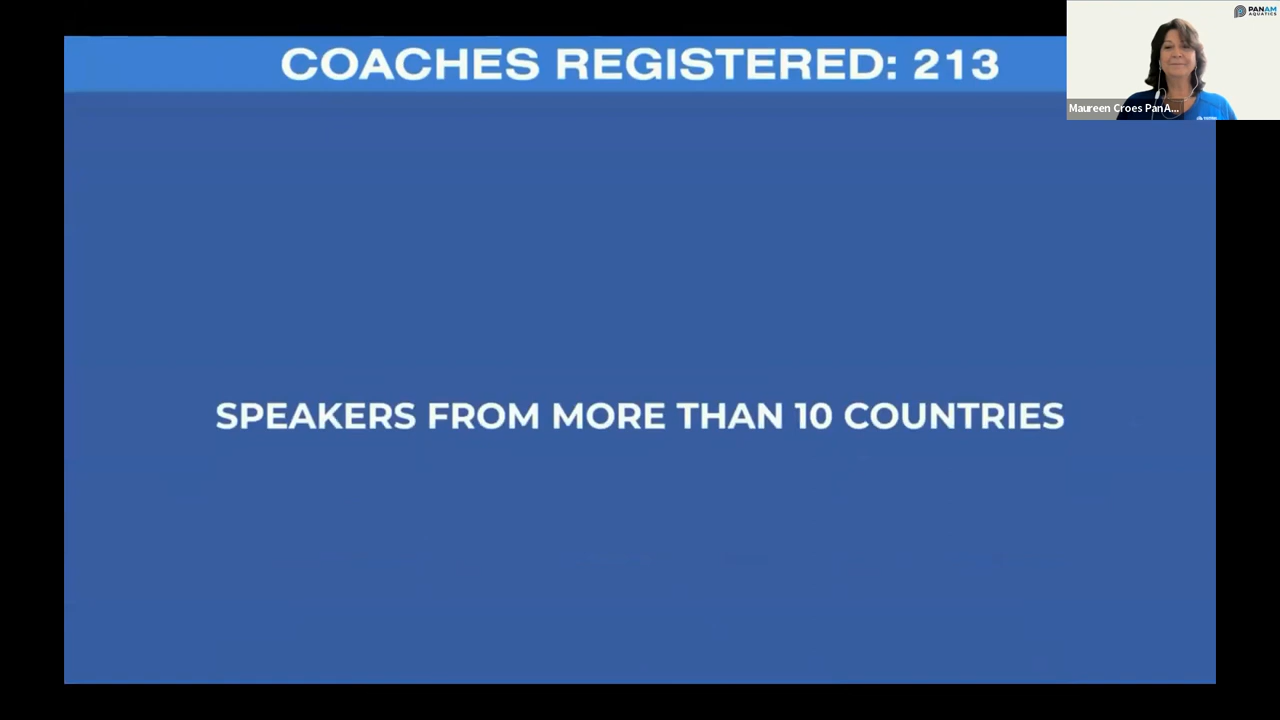 COACHES REGISTERED: 213
PANAM
AQUATICS
Maureen Croes PanA...
SPEAKERS FROM MORE THAN 10 COUNTRIES